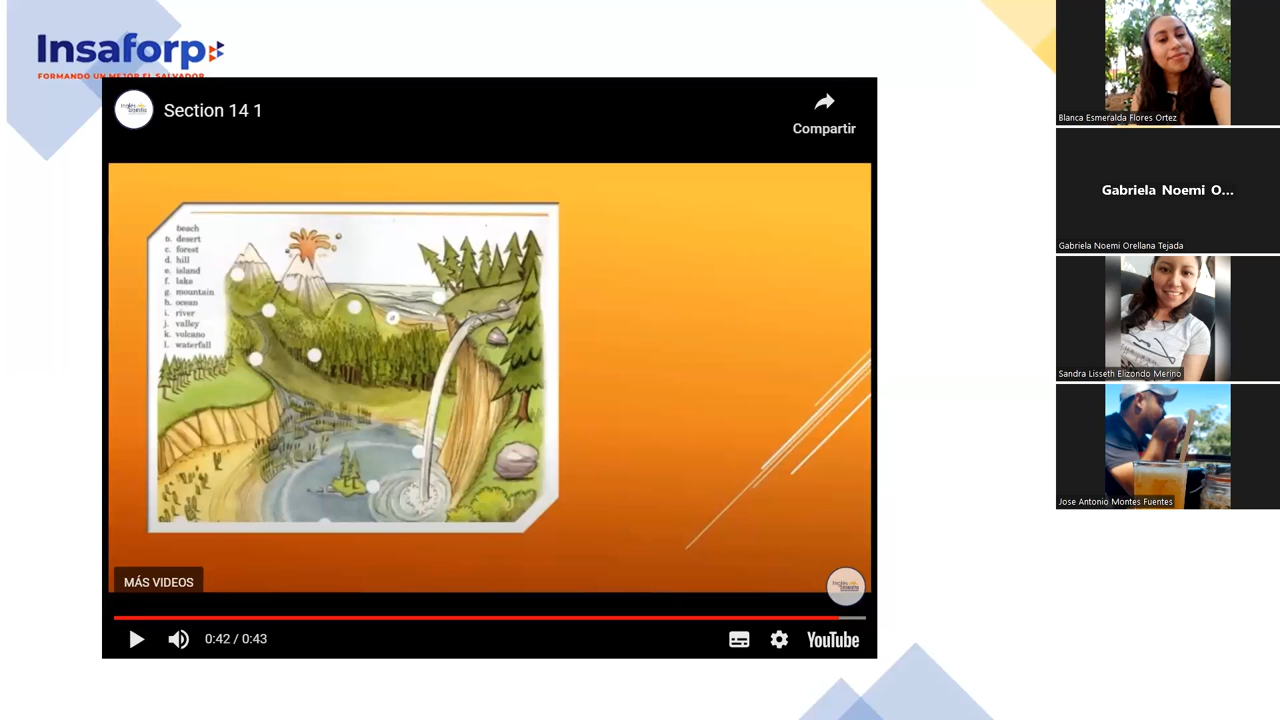 Insaforp
FORMANDO UN MEJOR EL SALVADOR
Section 14 1
Compartir
beach
b. desert
c. forest
d. hill
e. island
f. lake
g. mountain
h. ocean
i. river
j. valley
k. volcano
l. waterfall
MÁS VIDEOS
0:42 / 0:43
YouTube
Blanca Esmeralda Flores Ortez
Gabriela Noemi O...
Gabriela Noemi Orellana Tejada
Sandra Lisseth Elizondo Merino
Jose Antonio Montes Fuentes